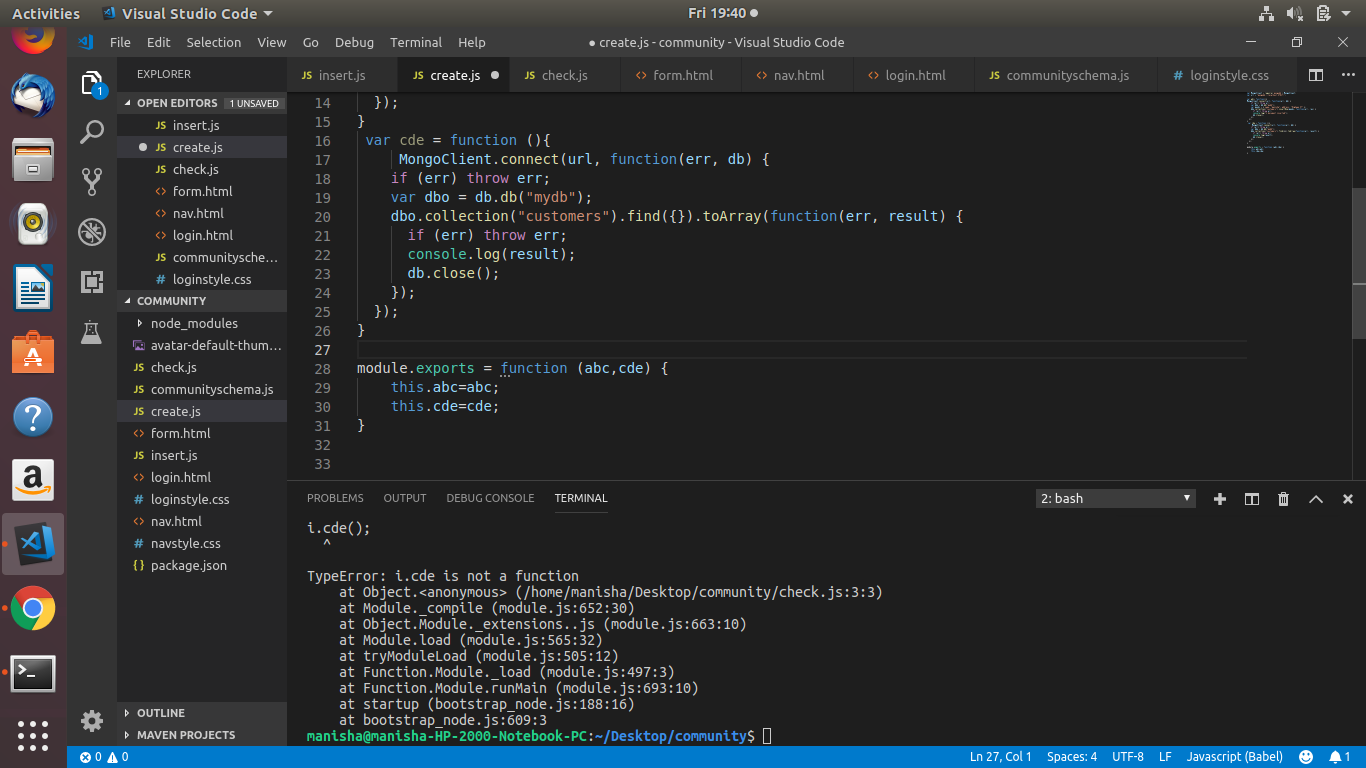 Activities
Visual Studio Code
Fri 19:40
File Edit Selection View Go Debug Terminal Help
● create.js - community - Visual Studio Code
EXPLORER
OPEN EDITORS 1 UNSAVED
JS insert.js
JS create.js
JS check.js
<> form.html
<> nav.html
<> login.html
JS communitysche...
# loginstyle.css
COMMUNITY
node_modules
avatar-default-thum...
JS check.js
JS communityschema.js
JS create.js
<> form.html
JS insert.js
<> login.html
# loginstyle.css
<> nav.html
# navstyle.css
{} package.json
OUTLINE
MAVEN PROJECTS
1
JS insert.js
JS create.js
JS check.js
<> form.html
<> nav.html
<> login.html
JS communityschema.js
# loginstyle.css
14 });
15 }
16 var cde = function (){
17 MongoClient.connect(url, function(err, db) {
18 if (err) throw err;
19 var dbo = db.db("mydb");
20 dbo.collection("customers").find({}).toArray(function(err, result) {
21 if (err) throw err;
22 console.log(result);
23 db.close();
24 });
25 });
26 }
27
28 module.exports = function (abc,cde) {
29 this.abc=abc;
30 this.cde=cde;
31 }
32
33
PROBLEMS OUTPUT DEBUG CONSOLE TERMINAL
2: bash
i.cde();
^
TypeError: i.cde is not a function
at Object.<anonymous> (/home/manisha/Desktop/community/check.js:3:3)
at Module._compile (module.js:652:30)
at Object.Module._extensions..js (module.js:663:10)
at Module.load (module.js:565:32)
at tryModuleLoad (module.js:505:12)
at Function.Module._load (module.js:497:3)
at Function.Module.runMain (module.js:693:10)
at startup (bootstrap_node.js:188:16)
at bootstrap_node.js:609:3
manisha@manisha-HP-2000-Notebook-PC:~/Desktop/community$
0 0
Ln 27, Col 1 Spaces: 4 UTF-8 LF Javascript (Babel) 1